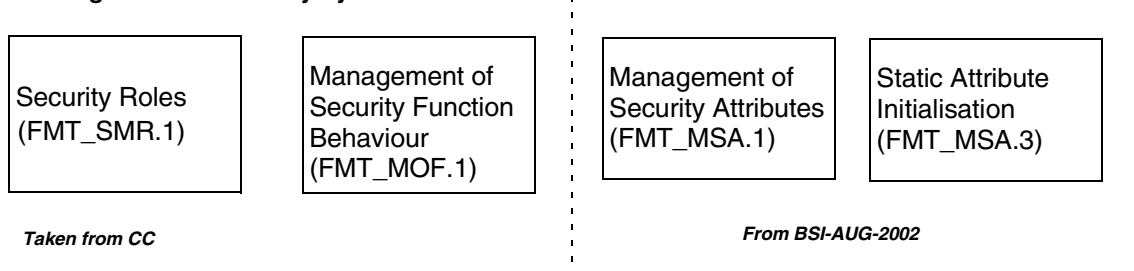 Security Roles
(FMT_SMR.1)
Management of
Security Function
Behaviour
(FMT_MOF.1)
Management of
Security Attributes
(FMT_MSA.1)
Static Attribute
Initialisation
(FMT_MSA.3)
Taken from CC
From BSI-AUG-2002